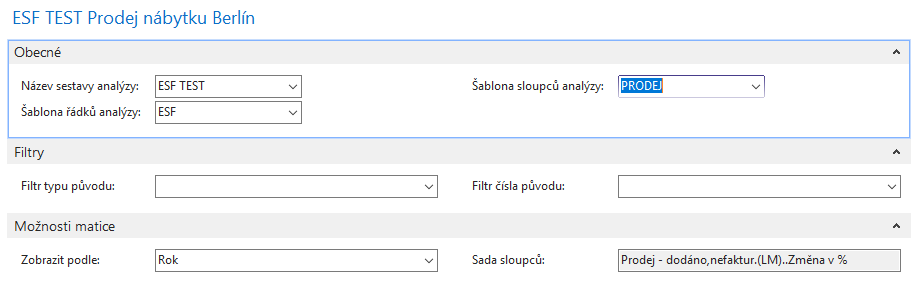 ESF TEST Prodej nábytku Berlín
Obecné
Název sestavy analýzy: ESF TEST Šablona sloupců analýzy: PRODEJ
Šablona řádků analýzy: ESF
Filtry
Filtr typu původu: Filtr čísla původu:
Možnosti matice
Zobrazit podle: Rok Sada sloupců: Prodej - dodáno,nefaktur.(LM)..Změna v %